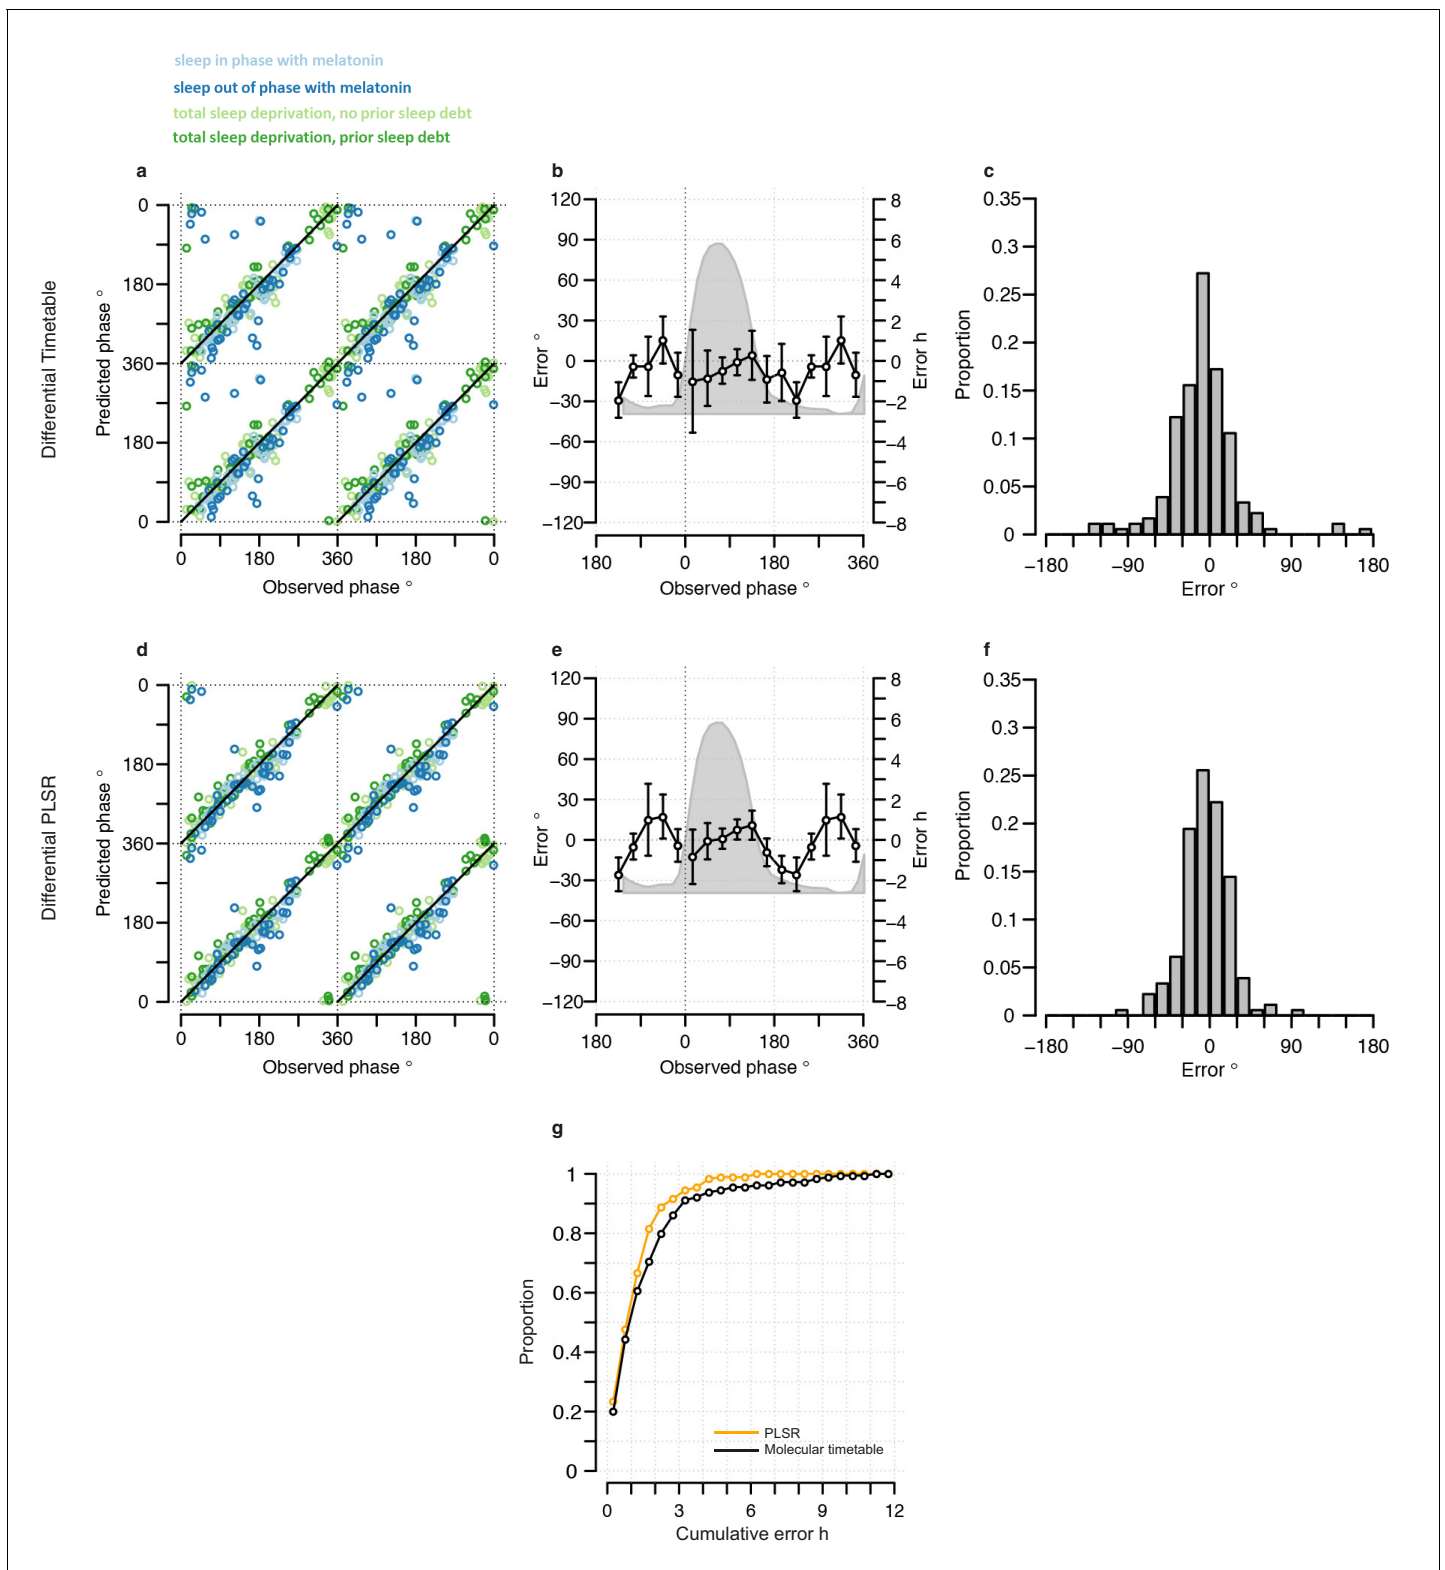 sleep in phase with melatonin
sleep out of phase with melatonin
total sleep deprivation, no prior sleep debt
total sleep deprivation, prior sleep debt
a
Differential Timetable
Predicted phase °
0
180
360
180
0
0 180 360 180 0
Observed phase °
b
Error °
120
90
60
30
0
−30
−60
−90
−120
8
6
4
2
0
−2
−4
−6
−8
Error h
180 0 180 360
Observed phase °
c
Proportion
0.35
0.3
0.25
0.2
0.15
0.1
0.05
0
−180 −90 0 90 180
Error °
d
Differential PLSR
Predicted phase °
0
180
360
180
0
0 180 360 180 0
Observed phase °
e
Error °
120
90
60
30
0
−30
−60
−90
−120
8
6
4
2
0
−2
−4
−6
−8
Error h
180 0 180 360
Observed phase °
f
Proportion
0.35
0.3
0.25
0.2
0.15
0.1
0.05
0
−180 −90 0 90 180
Error °
g
Proportion
1
0.8
0.6
0.4
0.2
0
PLSR
Molecular timetable
0 3 6 9 12
Cumulative error h